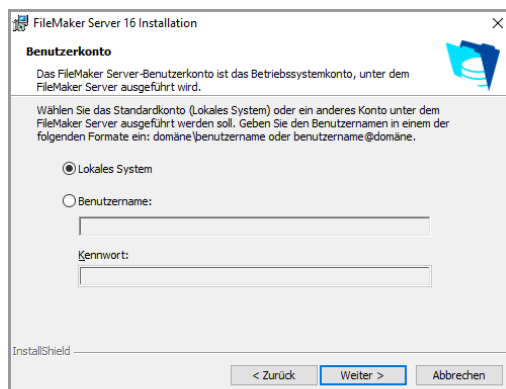 FileMaker Server 16 Installation
Benutzerkonto
Das FileMaker Server-Benutzerkonto ist das Betriebssystemkonto, unter dem
FileMaker Server ausgeführt wird.
Wählen Sie das Standardkonto (Lokales System) oder ein anderes Konto unter dem
FileMaker Server ausgeführt werden soll. Geben Sie den Benutzernamen in einem der
folgenden Formate ein: domäne\benutzername oder benutzername@domäne.
Lokales System
Benutzername:
Kennwort:
InstallShield
< Zurück Weiter > Abbrechen